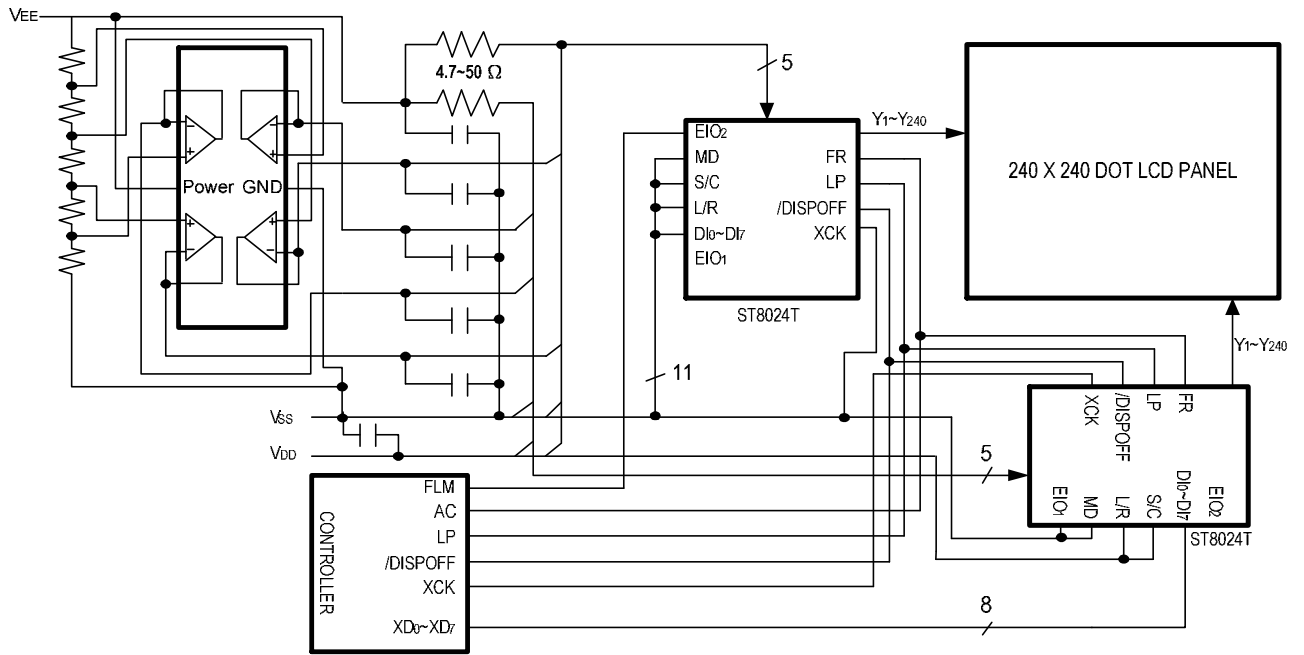 VEE
4.7~50 Ω
5
Power GND
EIO2
MD
S/C
L/R
DI0~DI7
EIO1
FR
LP
/DISPOFF
XCK
ST8024T
Y1~Y240
240 X 240 DOT LCD PANEL
Y1~Y240
11
VSS
VDD
XCK
/DISPOFF
LP
FR
5
EIO1
MD
L/R
S/C
DI0~DI7
EIO2
ST8024T
CONTROLLER
FLM
AC
LP
/DISPOFF
XCK
XD0~XD7
8